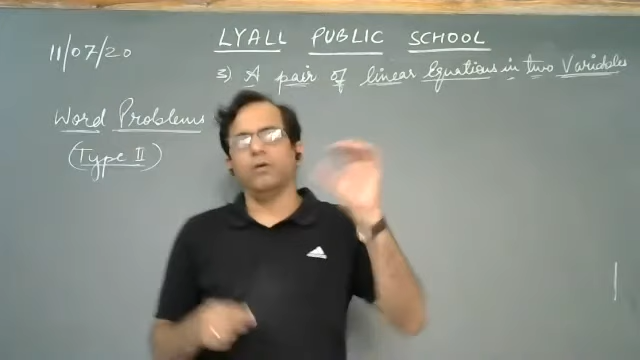 11/07/20
LYALL PUBLIC SCHOOL
3) A pair of linear Equations in two Variables
Word Problems
(Type II)